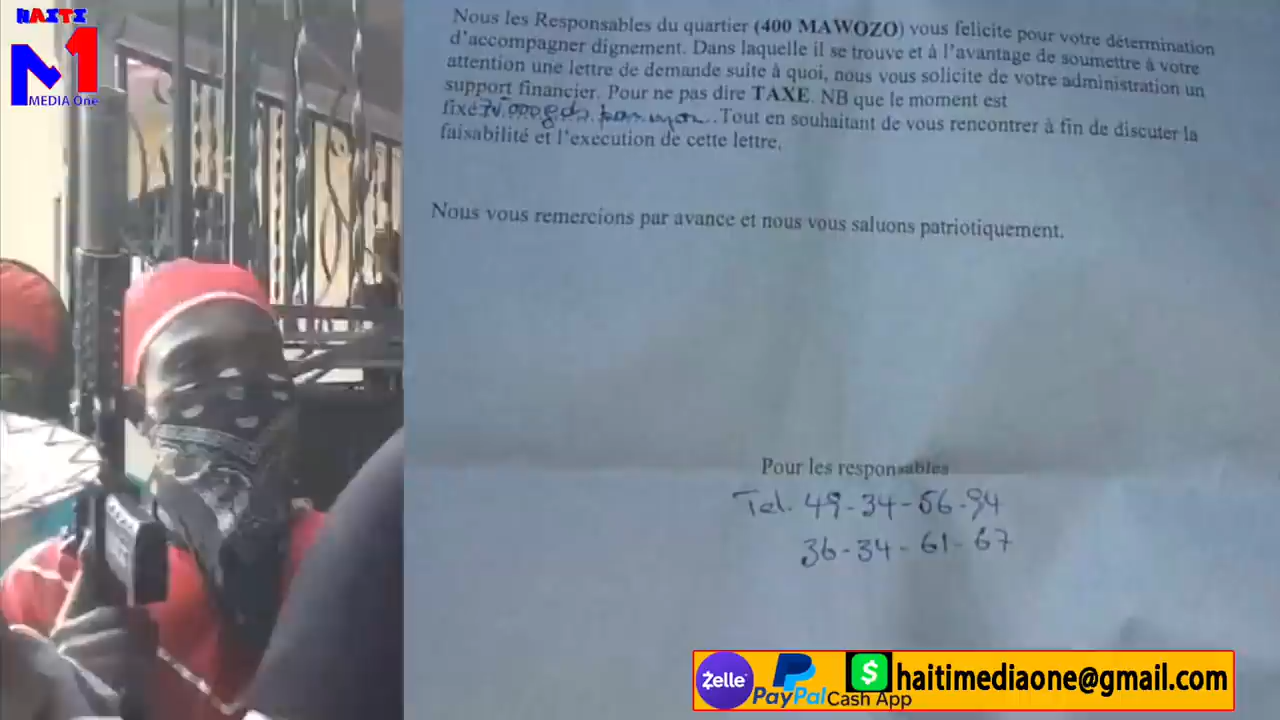 HAITI
M1
MEDIA One
Nous les Responsables du quartier (400 MAWOZO) vous felicite pour votre détermination
d'accompagner dignement. Dans laquelle il se trouve et à l'avantage de soumettre à votre
attention une lettre de demande suite à quoi, nous vous solicite de votre administration un
support financier. Pour ne pas dire TAXE. NB que le moment est
fixé 75.000 gds. .Tout en souhaitant de vous rencontrer à fin de discuter la
faisabilité et l'execution de cette lettre.
Nous vous remercions par avance et nous vous saluons patriotiquement.
Pour les responsables
Tel. 49-34-56-94
36-34-61-67
Zelle
PayPal
$
Cash App
haitimediaone@gmail.com